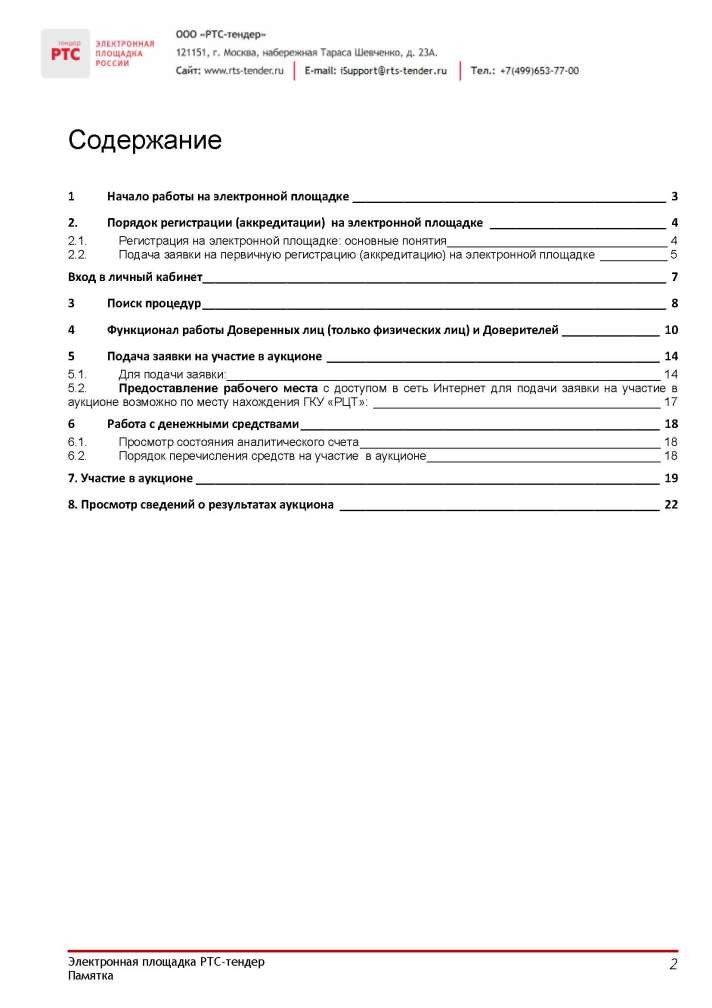 ООО «РТС-тендер»
тендер
РТС
ЭЛЕКТРОННАЯ
ПЛОЩАДКА
РОССИИ
121151, г. Москва, набережная Тараса Шевченко, д. 23А.
Сайт: www.rts-tender.ru | E-mail: iSupport@rts-tender.ru | Тел.: +7(499)653-77-00
Содержание
1 Начало работы на электронной площадке 3
2. Порядок регистрации (аккредитации) на электронной площадке 4
2.1. Регистрация на электронной площадке: основные понятия 4
2.2. Подача заявки на первичную регистрацию (аккредитацию) на электронной площадке 5
Вход в личный кабинет 7
3 Поиск процедур 8
4 Функционал работы Доверенных лиц (только физических лиц) и Доверителей 10
5 Подача заявки на участие в аукционе 14
5.1. Для подачи заявки: 14
5.2. Предоставление рабочего места с доступом в сеть Интернет для подачи заявки на участие в
аукционе возможно по месту нахождения ГКУ «РЦТ»: 17
6 Работа с денежными средствами 18
6.1. Просмотр состояния аналитического счета 18
6.2. Порядок перечисления средств на участие в аукционе 18
7. Участие в аукционе 19
8. Просмотр сведений о результатах аукциона 22
Электронная площадка РТС-тендер
Памятка
2